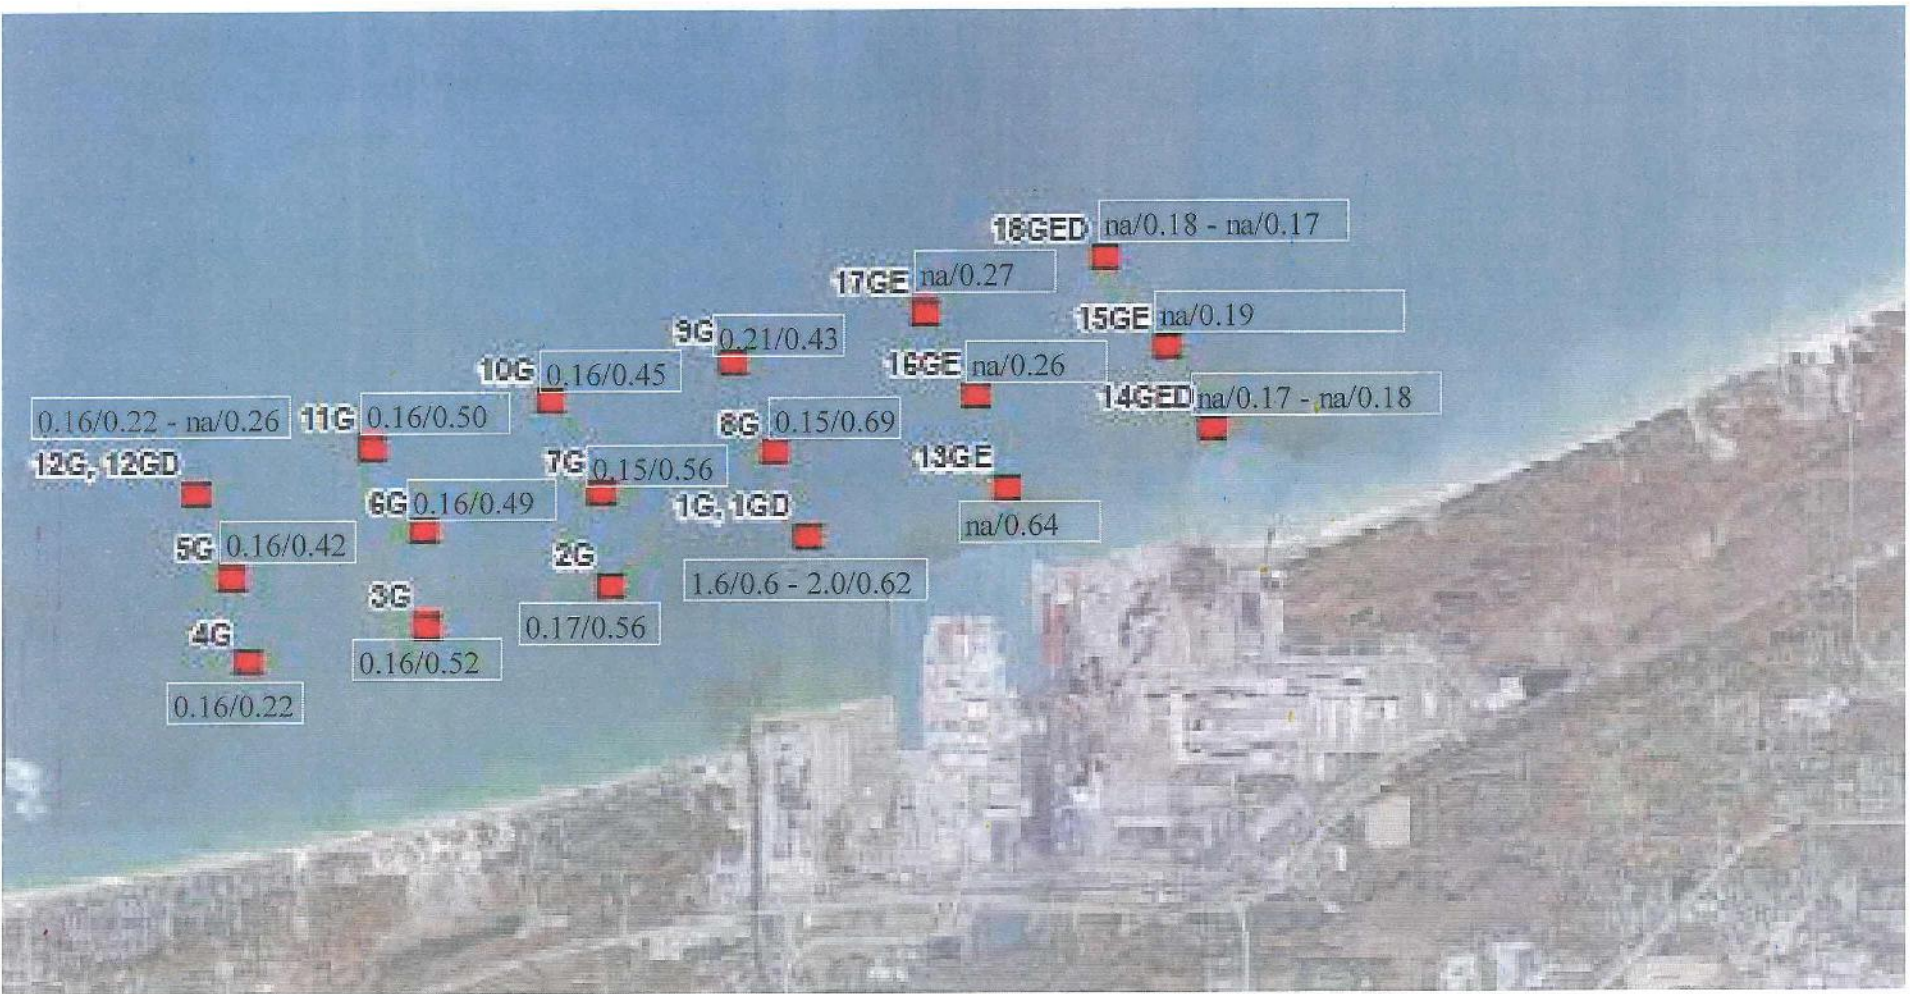 18GED na/0.18 - na/0.17
17GE na/0.27
15GE na/0.19
9G 0.21/0.43
16GE na/0.26
10G 0.16/0.45
14GED na/0.17 - na/0.18
0.16/0.22 - na/0.26
12G, 12GD
11G 0.16/0.50
8G 0.15/0.69
7G 0.15/0.56
13GE
na/0.64
6G 0.16/0.49
1G, 1GD
1.6/0.6 - 2.0/0.62
5G 0.16/0.42
2G
0.17/0.56
3G
0.16/0.52
4G
0.16/0.22